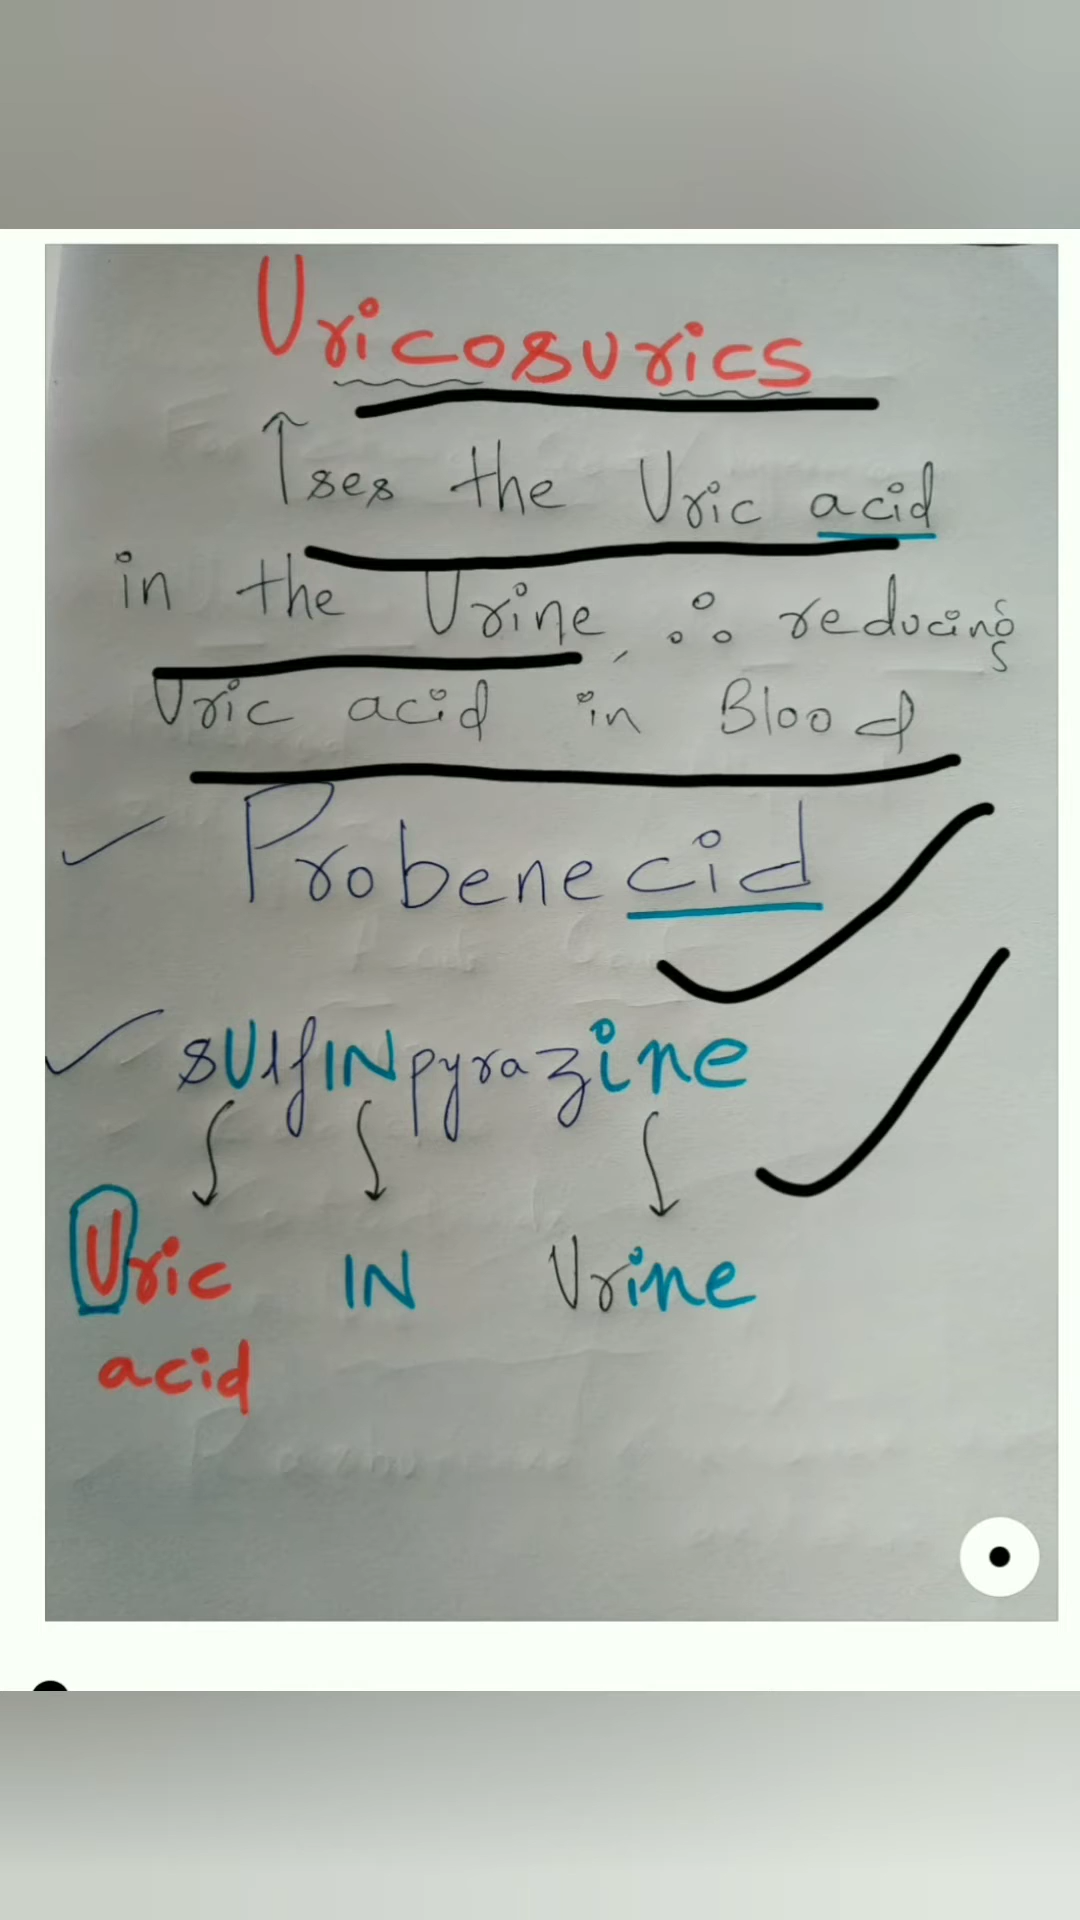 Uricosurics
↑ses the Uric acid
in the Urine, ∴ reducing
Uric acid in Blood
✓ Probenecid
✓ sUlfINpyrazine
Uric IN Urine
acid